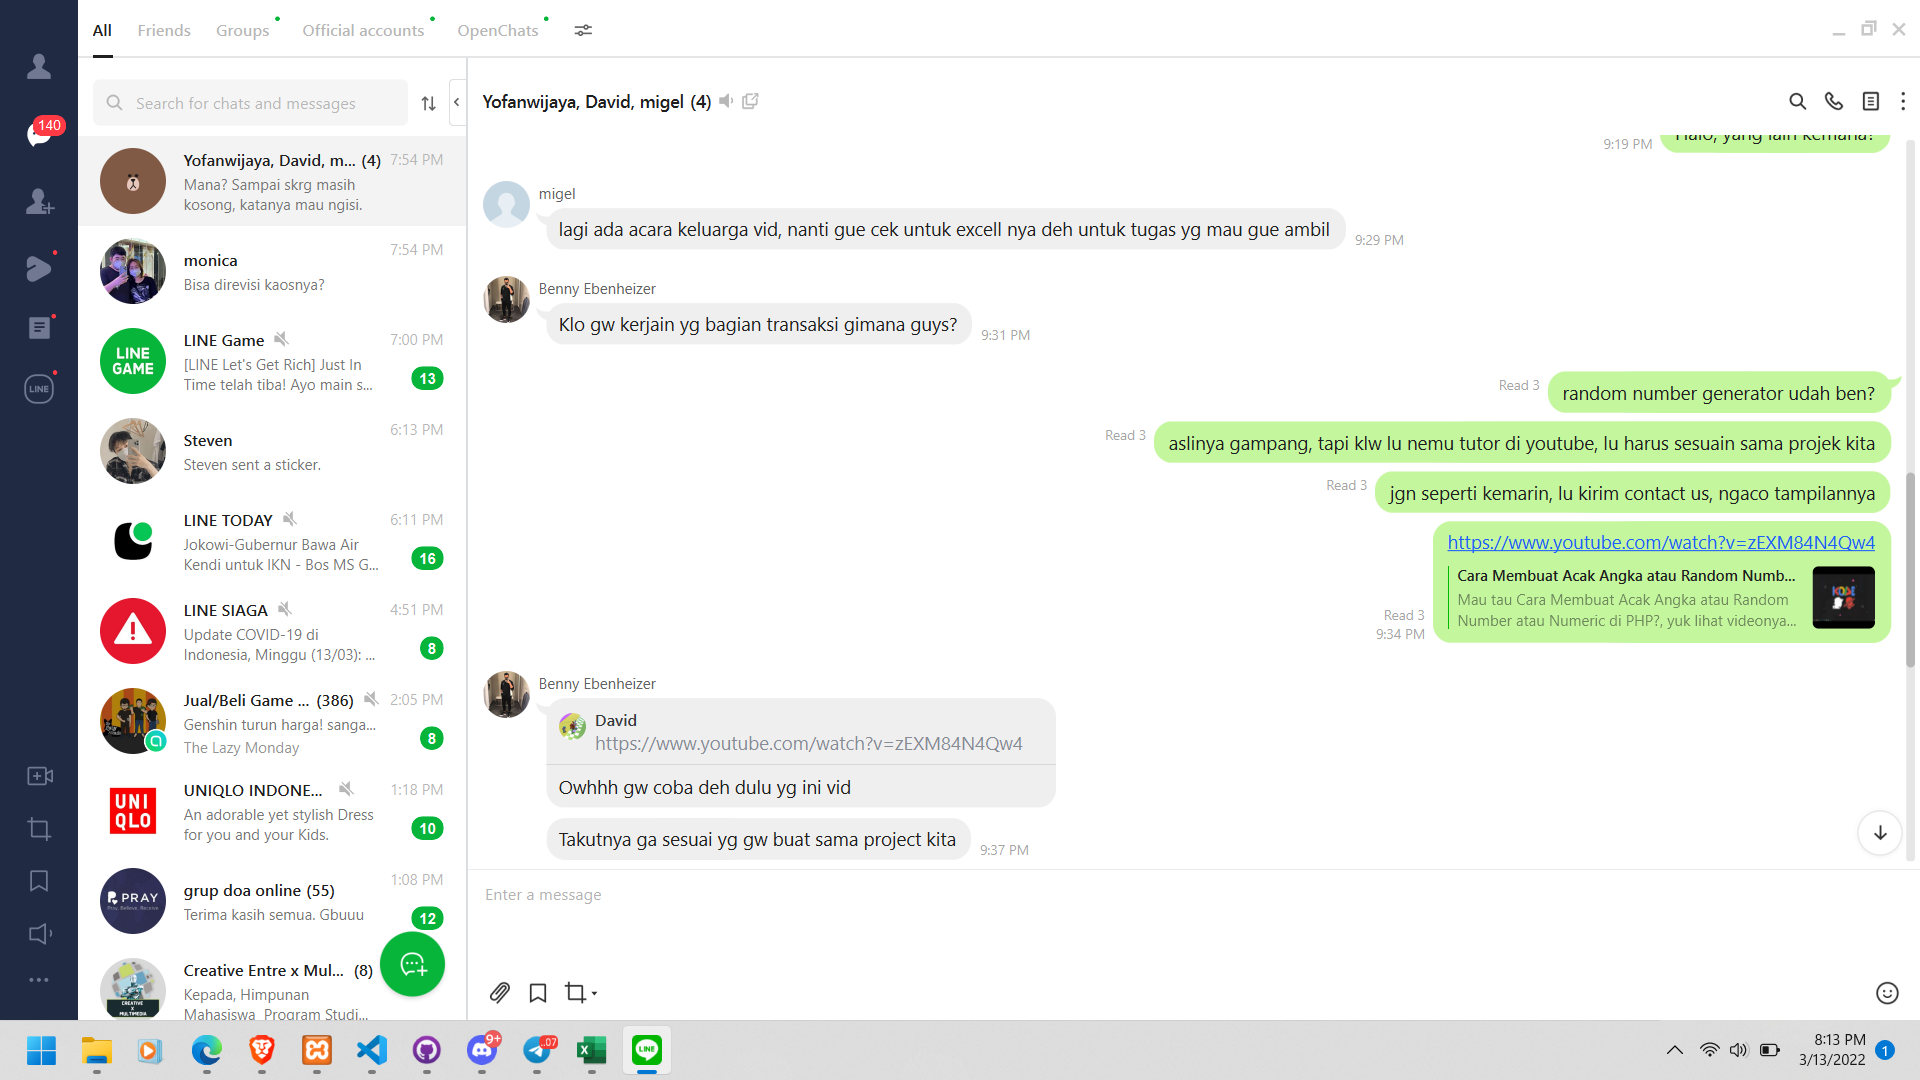 All
Friends
Groups
Official accounts
OpenChats
140
Search for chats and messages
Yofanwijaya, David, m... (4) 7:54 PM
Mana? Sampai skrg masih
kosong, katanya mau ngisi.
monica 7:54 PM
Bisa direvisi kaosnya?
LINE GAME
LINE Game 7:00 PM
[LINE Let's Get Rich] Just In
Time telah tiba! Ayo main s...
13
Steven 6:13 PM
Steven sent a sticker.
LINE TODAY 6:11 PM
Jokowi-Gubernur Bawa Air
Kendi untuk IKN - Bos MS G...
16
LINE SIAGA 4:51 PM
Update COVID-19 di
Indonesia, Minggu (13/03): ...
8
Jual/Beli Game ... (386) 2:05 PM
Genshin turun harga! sanga...
The Lazy Monday
8
UNI QLO
UNIQLO INDONE... 1:18 PM
An adorable yet stylish Dress
for you and your Kids.
10
PRAY
grup doa online (55) 1:08 PM
Terima kasih semua. Gbuuu
12
Creative Entre x Mul... (8)
Kepada, Himpunan
Mahasiswa Program Studi...
CREATIVE
MULTIMEDIA
LINE
Yofanwijaya, David, migel (4)
9:19 PM
Halo, yang lain kemana?
migel
lagi ada acara keluarga vid, nanti gue cek untuk excell nya deh untuk tugas yg mau gue ambil
9:29 PM
Benny Ebenheizer
Klo gw kerjain yg bagian transaksi gimana guys?
9:31 PM
Read 3
random number generator udah ben?
Read 3
aslinya gampang, tapi klw lu nemu tutor di youtube, lu harus sesuain sama projek kita
Read 3
jgn seperti kemarin, lu kirim contact us, ngaco tampilannya
https://www.youtube.com/watch?v=zEXM84N4Qw4
Cara Membuat Acak Angka atau Random Numb...
Mau tau Cara Membuat Acak Angka atau Random
Number atau Numeric di PHP?, yuk lihat videonya...
KODE
Read 3
9:34 PM
Benny Ebenheizer
David
https://www.youtube.com/watch?v=zEXM84N4Qw4
Owhhh gw coba deh dulu yg ini vid
Takutnya ga sesuai yg gw buat sama project kita
9:37 PM
Enter a message
9+
..07
LINE
8:13 PM
3/13/2022
1